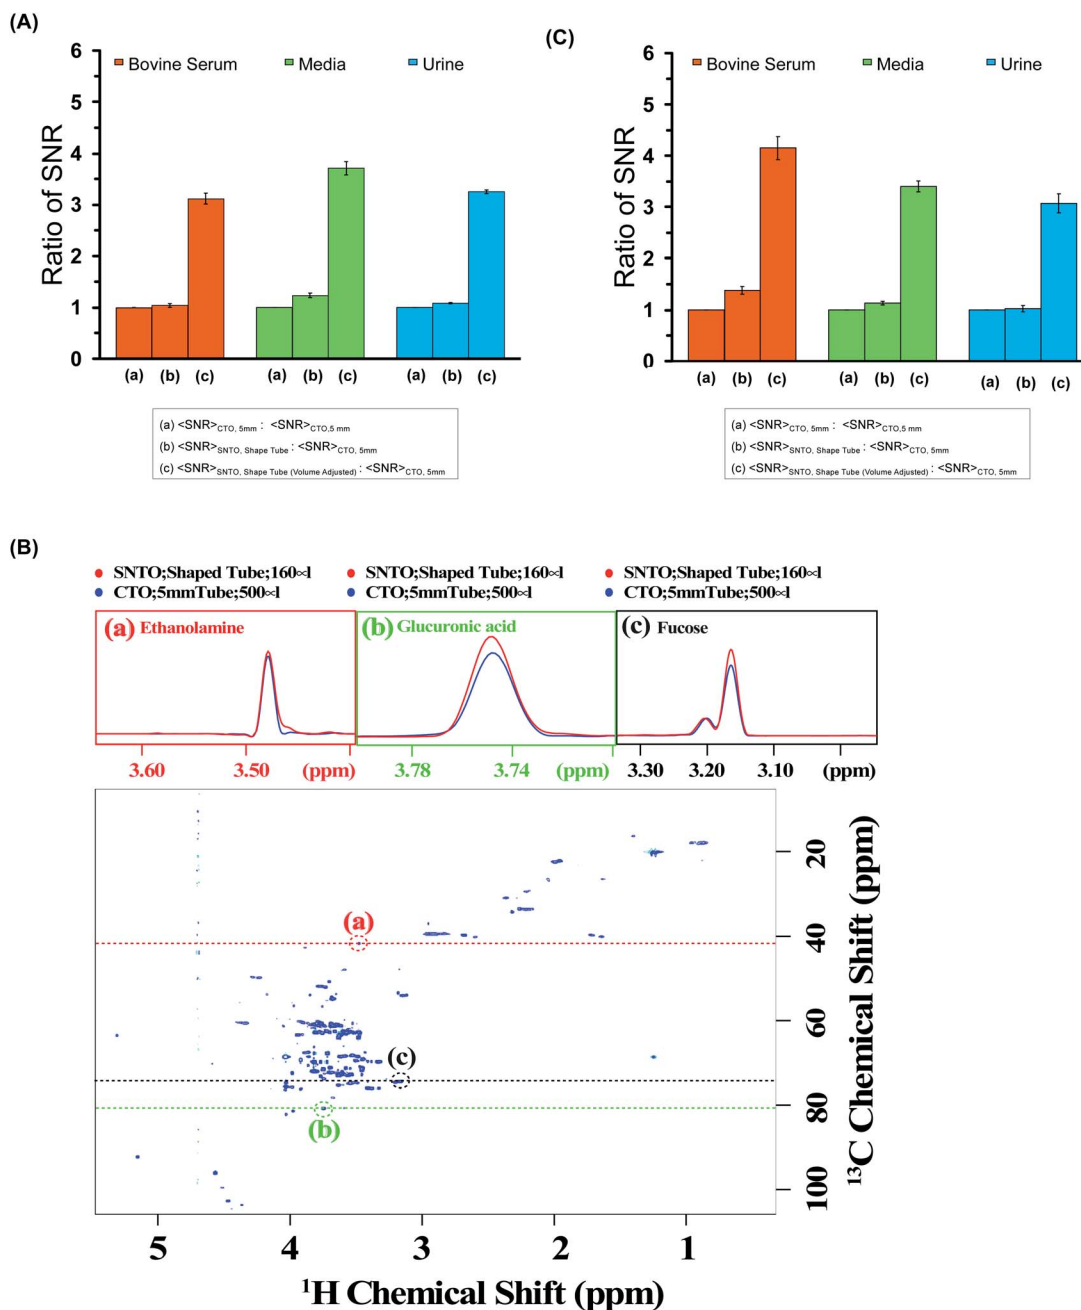 (A)
6
5
4
3
2
1
0
Ratio of SNR
Bovine Serum Media Urine
(a) (b) (c) (a) (b) (c) (a) (b) (c)
(a) <SNR>CTO, 5mm : <SNR>CTO,5 mm
(b) <SNR>SNTO, Shape Tube : <SNR>CTO, 5mm
(c) <SNR>SNTO, Shape Tube (Volume Adjusted) : <SNR>CTO, 5mm
(C)
6
5
4
3
2
1
0
Ratio of SNR
Bovine Serum Media Urine
(a) (b) (c) (a) (b) (c) (a) (b) (c)
(a) <SNR>CTO, 5mm : <SNR>CTO,5 mm
(b) <SNR>SNTO, Shape Tube : <SNR>CTO, 5mm
(c) <SNR>SNTO, Shape Tube (Volume Adjusted) : <SNR>CTO, 5mm
(B)
SNTO;Shaped Tube;160∝l SNTO;Shaped Tube;160∝l SNTO;Shaped Tube;160∝l
CTO;5mmTube;500∝l CTO;5mmTube;500∝l CTO;5mmTube;500∝l
(a) Ethanolamine (b) Glucuronic acid (c) Fucose
3.60 3.50 (ppm) 3.78 3.74 (ppm) 3.30 3.20 3.10 (ppm)
(a)
(c)
(b)
20
40
60
80
100
¹³C Chemical Shift (ppm)
5 4 3 2 1
¹H Chemical Shift (ppm)